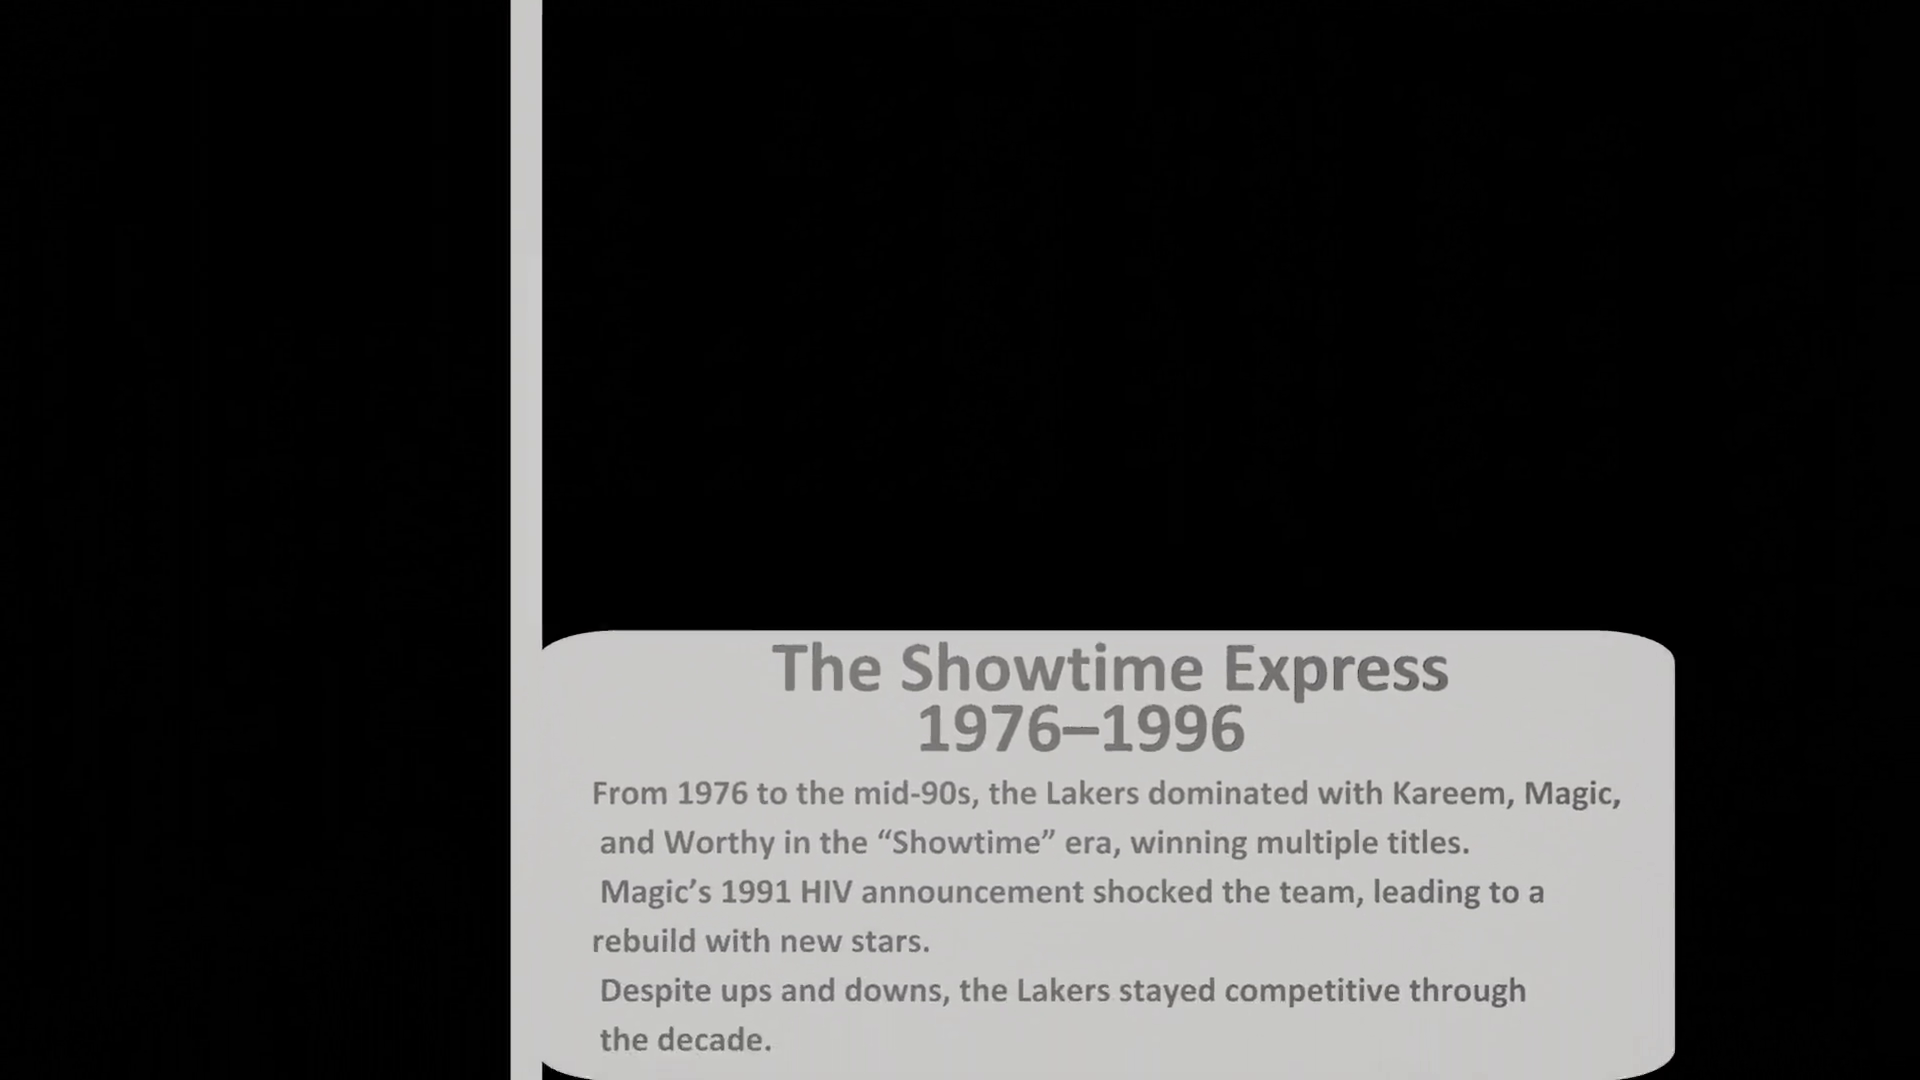 The Showtime Express
1976–1996
From 1976 to the mid-90s, the Lakers dominated with Kareem, Magic,
and Worthy in the “Showtime” era, winning multiple titles.
Magic’s 1991 HIV announcement shocked the team, leading to a
rebuild with new stars.
Despite ups and downs, the Lakers stayed competitive through
the decade.